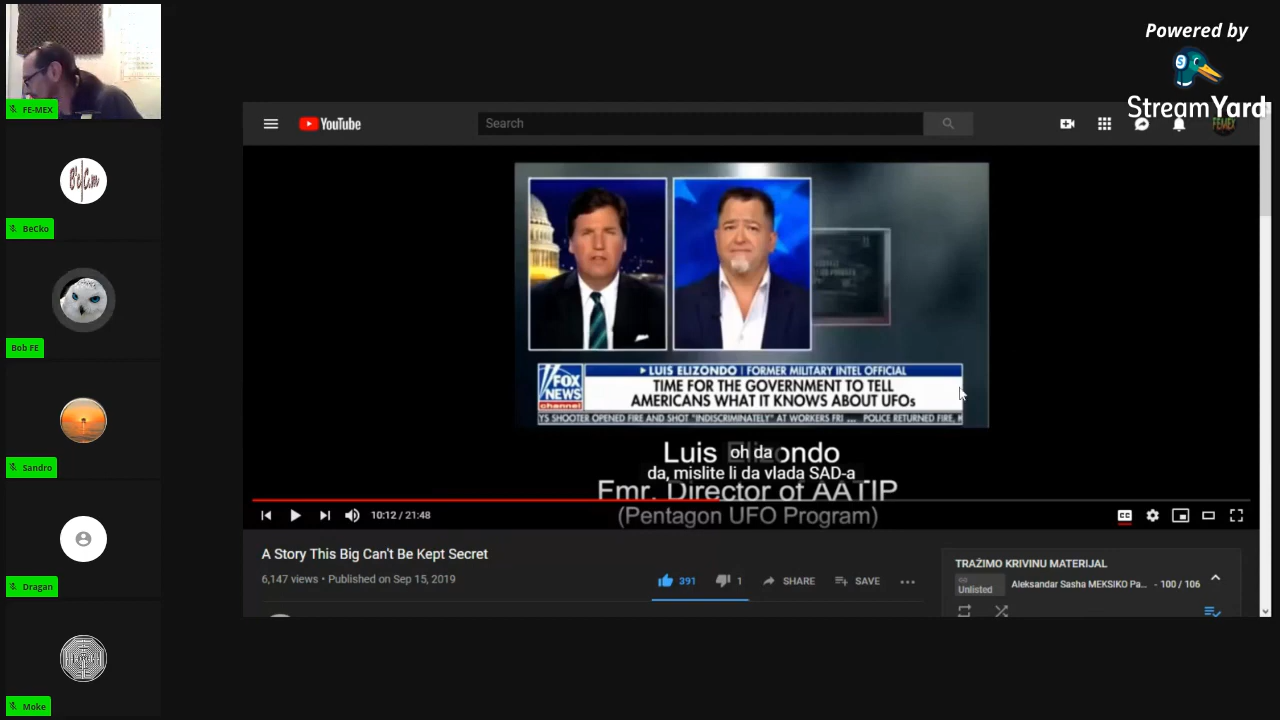 Powered by
StreamYard
FE-MEX
BeCko
Bob FE
Sandro
Dragan
Moke
YouTube
Search
FEMEX
LUIS ELIZONDO | FORMER MILITARY INTEL OFFICIAL
FOX
NEWS
channel
TIME FOR THE GOVERNMENT TO TELL
AMERICANS WHAT IT KNOWS ABOUT UFOs
YS SHOOTER OPENED FIRE AND SHOT "INDISCRIMINATELY" AT WORKERS FRI ... POLICE RETURNED FIRE, K
Luis Elizondo
oh da
da, mislite li da vlada SAD-a
Fmr. Director of AATIP
(Pentagon UFO Program)
10:12 / 21:48
CC
A Story This Big Can't Be Kept Secret
6,147 views • Published on Sep 15, 2019
391
1
SHARE
SAVE
TRAŽIMO KRIVINU MATERIJAL
Unlisted
Aleksandar Sasha MEKSIKO Pa... - 100 / 106